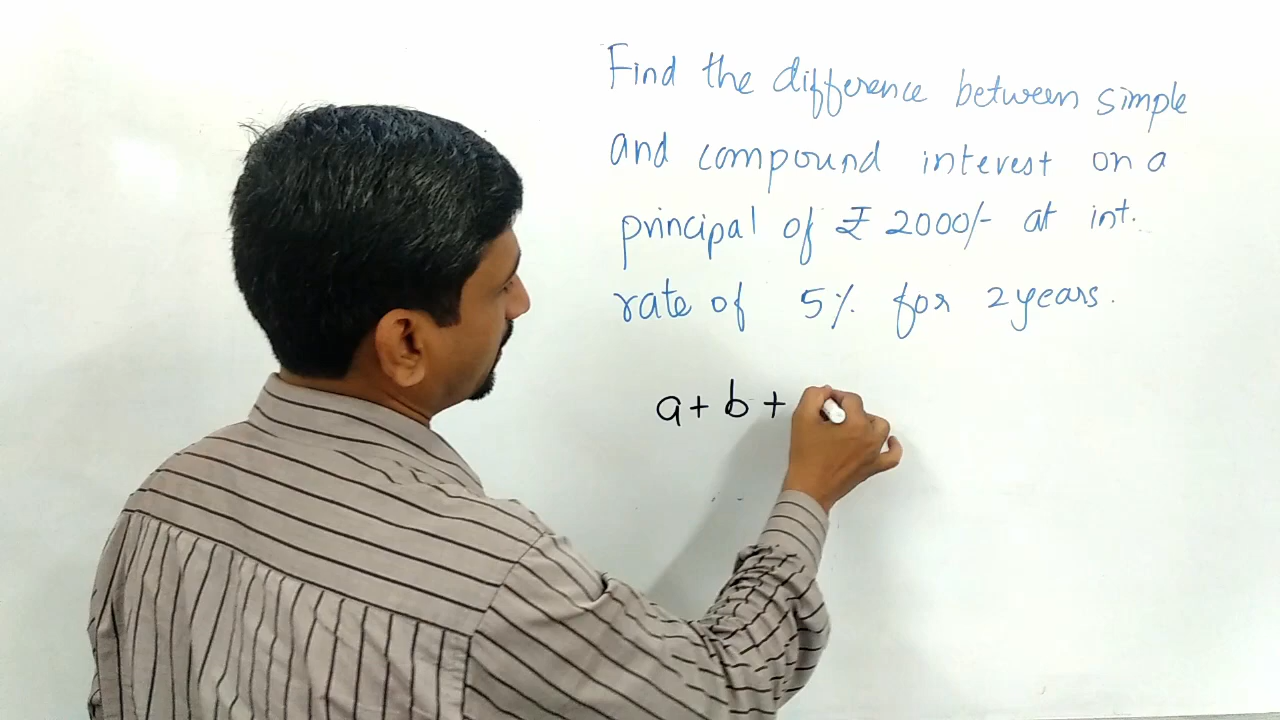 Find the difference between simple
and compound interest on a
principal of ₹ 2000/- at int.
rate of 5% for 2 years.
a + b +